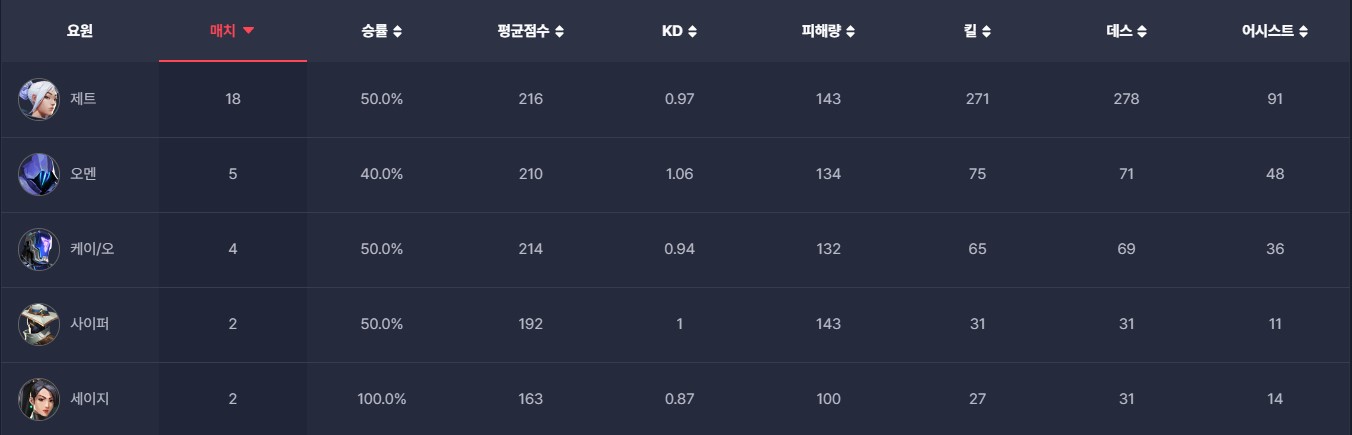 요원 매치 승률 평균점수 KD 피해량 킬 데스 어시스트
제트 18 50.0% 216 0.97 143 271 278 91
오멘 5 40.0% 210 1.06 134 75 71 48
케이/오 4 50.0% 214 0.94 132 65 69 36
사이퍼 2 50.0% 192 1 143 31 31 11
세이지 2 100.0% 163 0.87 100 27 31 14